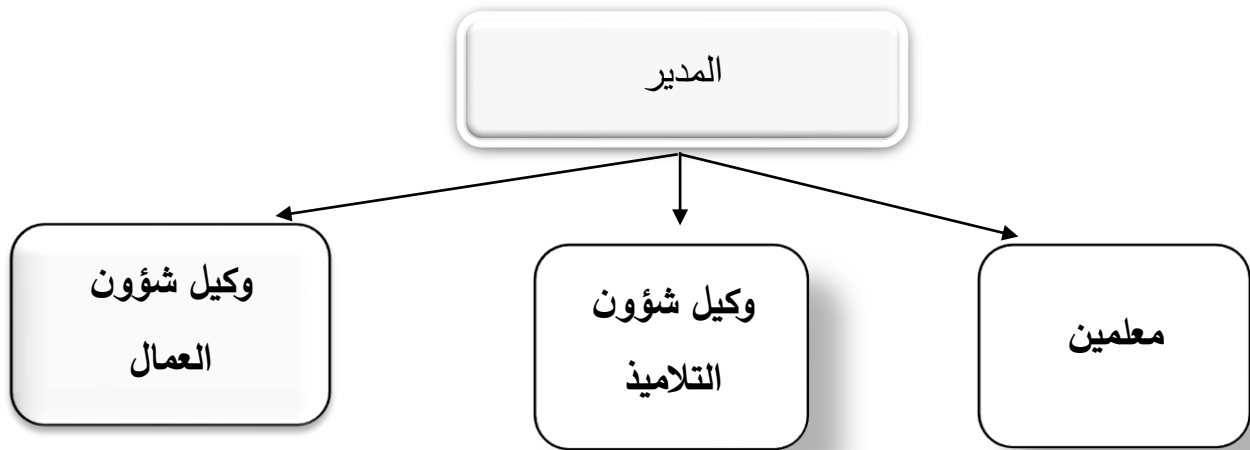 المدير
معلمين
وكيل شؤون
التلاميذ
وكيل شؤون
العمال